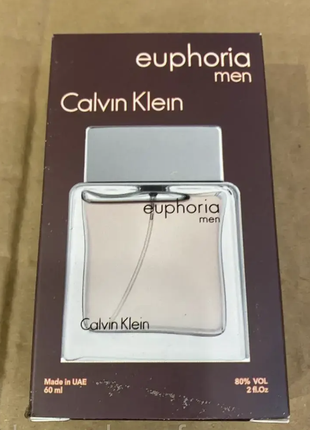 euphoria
men
Calvin Klein
euphoria
men
Calvin Klein
Made in UAE 80% VOL
60 ml 2 fl.Oz